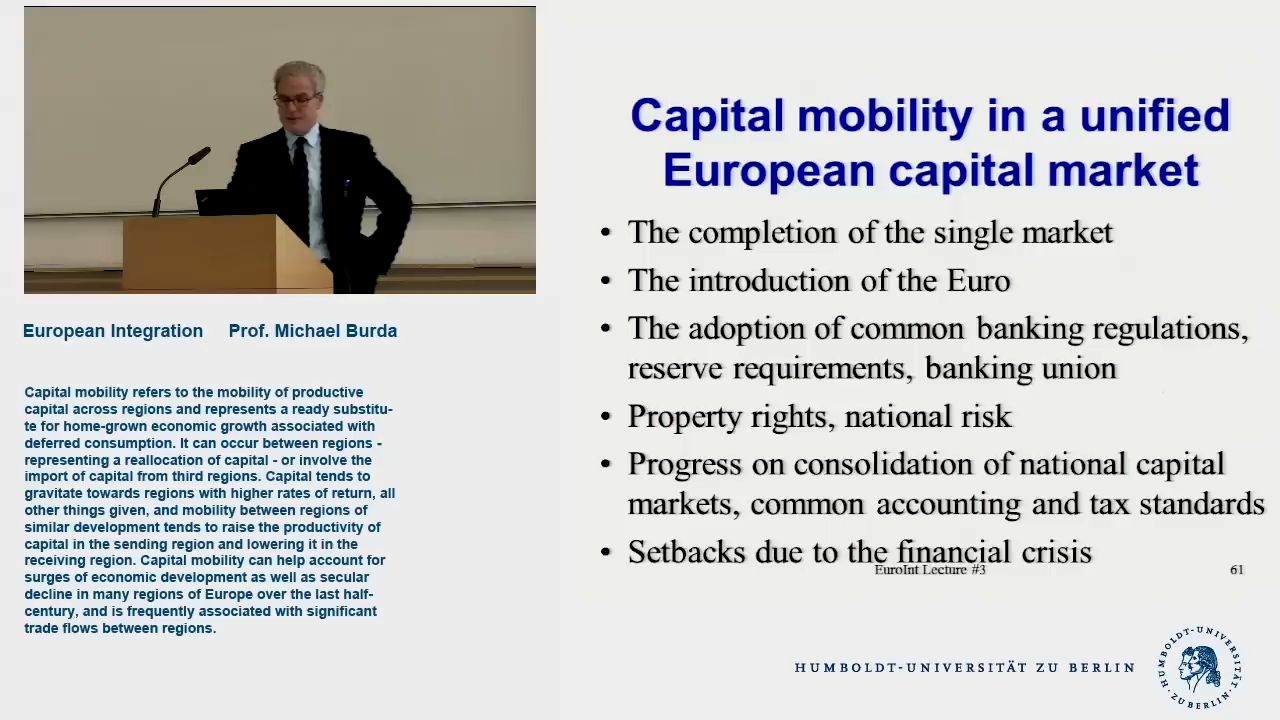 Capital mobility in a unified
European capital market
• The completion of the single market
• The introduction of the Euro
• The adoption of common banking regulations,
reserve requirements, banking union
• Property rights, national risk
• Progress on consolidation of national capital
markets, common accounting and tax standards
• Setbacks due to the financial crisis
EuroInt Lecture #3
61
European Integration Prof. Michael Burda
Capital mobility refers to the mobility of productive
capital across regions and represents a ready substitu-
te for home-grown economic growth associated with
deferred consumption. It can occur between regions -
representing a reallocation of capital - or involve the
import of capital from third regions. Capital tends to
gravitate towards regions with higher rates of return, all
other things given, and mobility between regions of
similar development tends to raise the productivity of
capital in the sending region and lowering it in the
receiving region. Capital mobility can help account for
surges of economic development as well as secular
decline in many regions of Europe over the last half-
century, and is frequently associated with significant
trade flows between regions.
HUMBOLDT-UNIVERSITÄT ZU BERLIN
·HUMBOLDT-UNIVERSITÄT·
ZU BERLIN